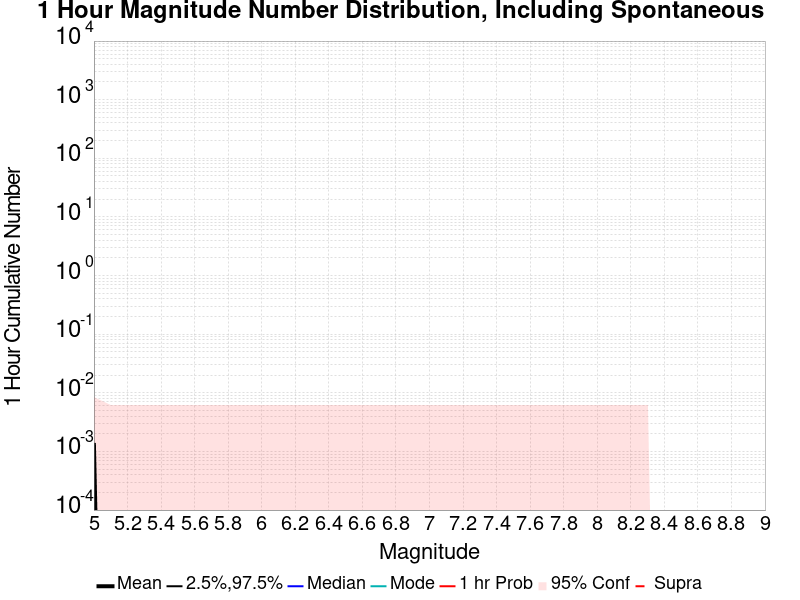 1 Hour Magnitude Number Distribution, Including Spontaneous
10^4
10^3
10^2
10^1
10^0
10^-1
10^-2
10^-3
10^-4
1 Hour Cumulative Number
5 5.2 5.4 5.6 5.8 6 6.2 6.4 6.6 6.8 7 7.2 7.4 7.6 7.8 8 8.2 8.4 8.6 8.8 9
Magnitude
Mean 2.5%,97.5% Median Mode 1 hr Prob 95% Conf Supra